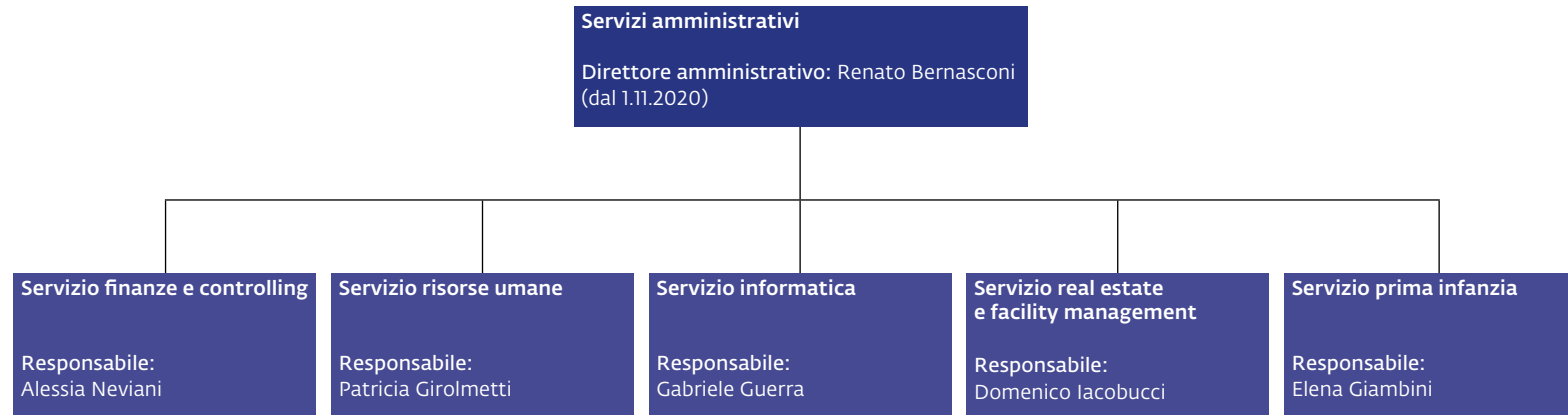 Servizi amministrativi
Direttore amministrativo: Renato Bernasconi
(dal 1.11.2020)
Servizio finanze e controlling
Responsabile:
Alessia Neviani
Servizio risorse umane
Responsabile:
Patricia Girolmetti
Servizio informatica
Responsabile:
Gabriele Guerra
Servizio real estate
e facility management
Responsabile:
Domenico Iacobucci
Servizio prima infanzia
Responsabile:
Elena Giambini